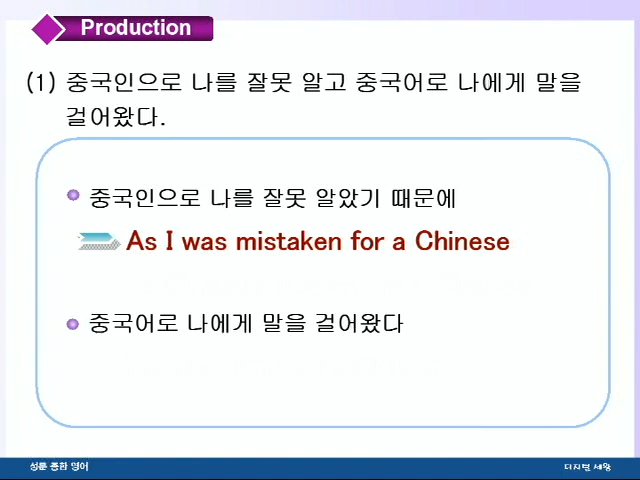 Production
(1) 중국인으로 나를 잘못 알고 중국어로 나에게 말을
걸어왔다.
중국인으로 나를 잘못 알았기 때문에
As I was mistaken for a Chinese
중국어로 나에게 말을 걸어왔다
성문 종합 영어
디지털 세왕